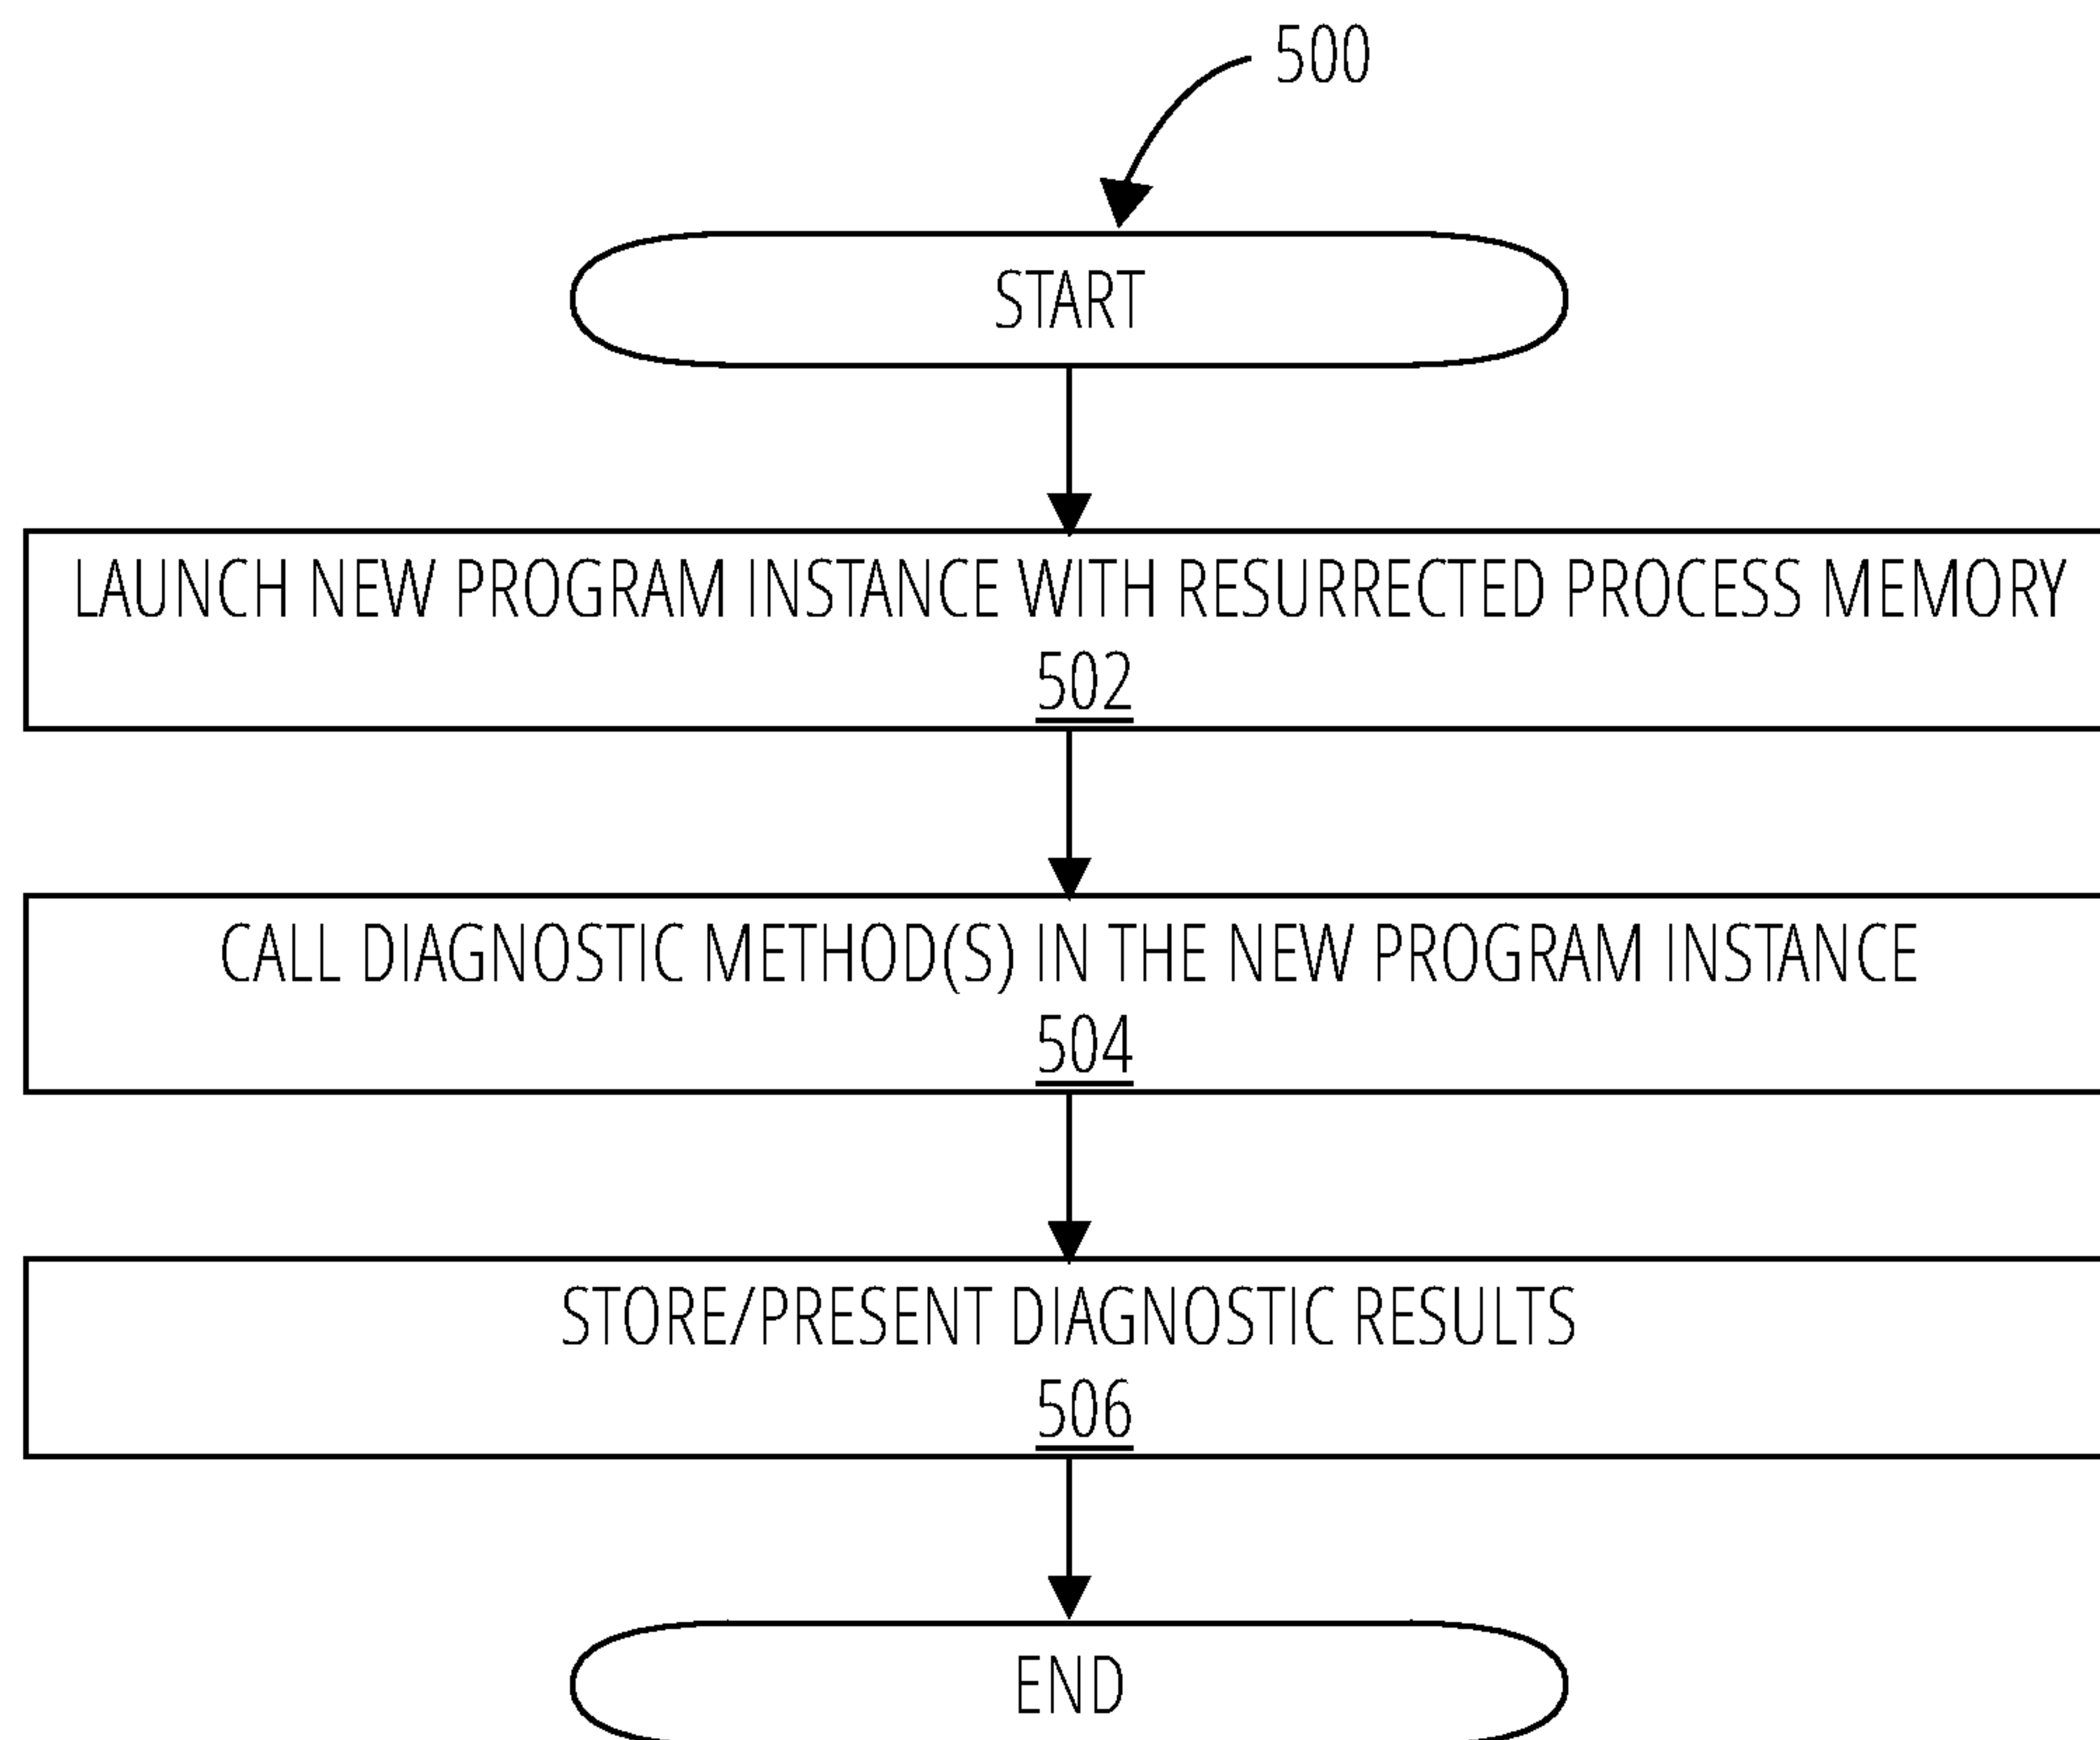 500
START
LAUNCH NEW PROGRAM INSTANCE WITH RESURRECTED PROCESS MEMORY
502
CALL DIAGNOSTIC METHOD(S) IN THE NEW PROGRAM INSTANCE
504
STORE/PRESENT DIAGNOSTIC RESULTS
506
END